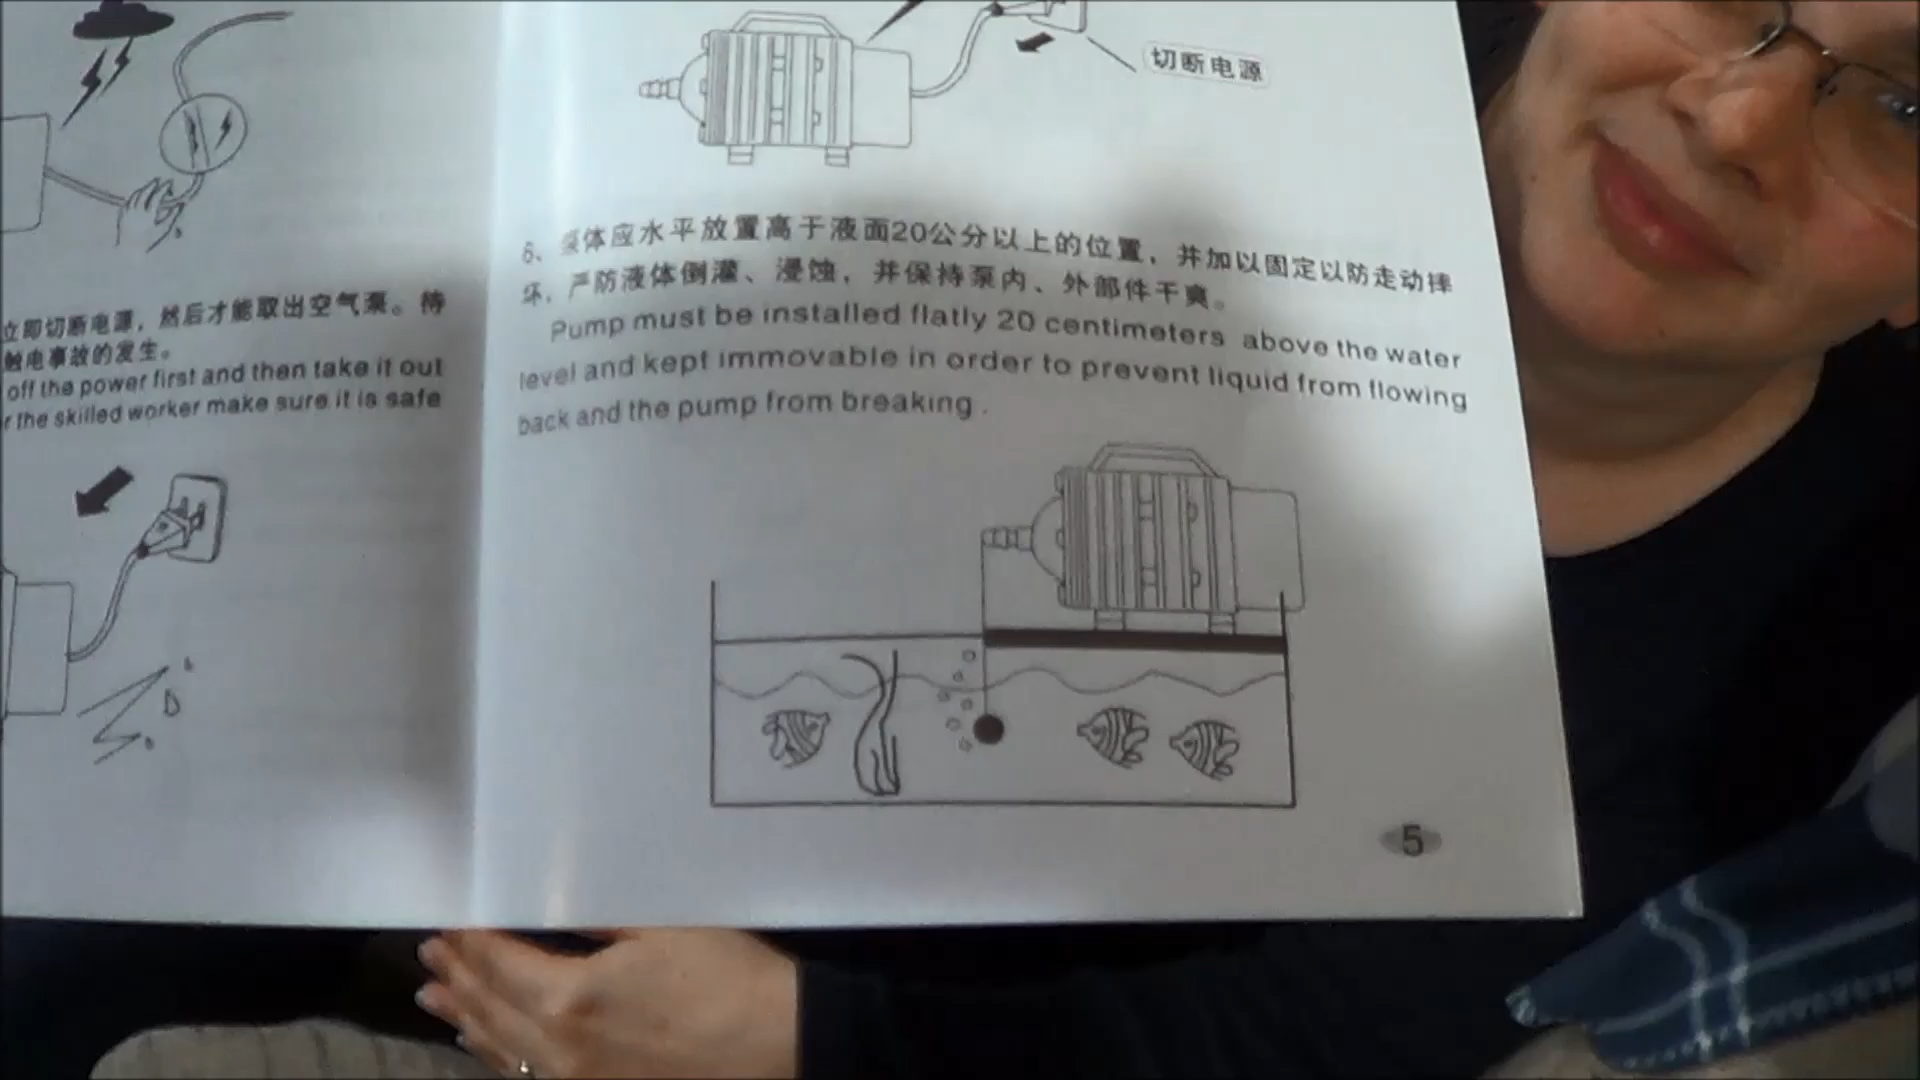 立即切断电源，然后才能取出空气泵。待
触电事故的发生。
off the power first and then take it out
r the skilled worker make sure it is safe
切断电源
6、泵体应水平放置高于液面20公分以上的位置，并加以固定以防走动摔
坏，严防液体倒灌、浸蚀，并保持泵内、外部件干爽。
Pump must be installed flatly 20 centimeters above the water
level and kept immovable in order to prevent liquid from flowing
back and the pump from breaking .
5